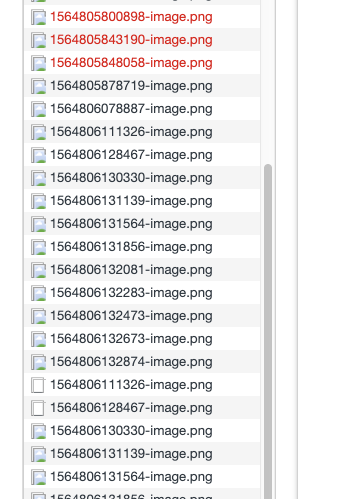 1564805800898-image.png
1564805843190-image.png
1564805848058-image.png
1564805878719-image.png
1564806078887-image.png
1564806111326-image.png
1564806128467-image.png
1564806130330-image.png
1564806131139-image.png
1564806131564-image.png
1564806131856-image.png
1564806132081-image.png
1564806132283-image.png
1564806132473-image.png
1564806132673-image.png
1564806132874-image.png
1564806111326-image.png
1564806128467-image.png
1564806130330-image.png
1564806131139-image.png
1564806131564-image.png
1564806131856-image.png